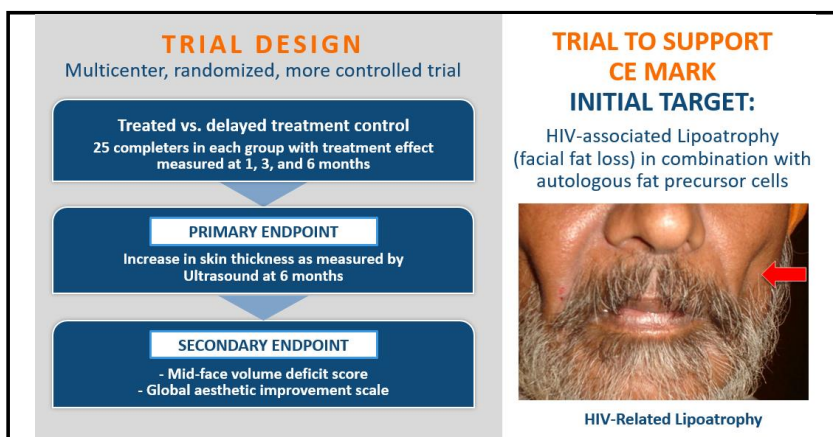 TRIAL DESIGN
Multicenter, randomized, more controlled trial
Treated vs. delayed treatment control
25 completers in each group with treatment effect
measured at 1, 3, and 6 months
PRIMARY ENDPOINT
Increase in skin thickness as measured by
Ultrasound at 6 months
SECONDARY ENDPOINT
- Mid-face volume deficit score
- Global aesthetic improvement scale
TRIAL TO SUPPORT
CE MARK
INITIAL TARGET:
HIV-associated Lipoatrophy
(facial fat loss) in combination with
autologous fat precursor cells
HIV-Related Lipoatrophy